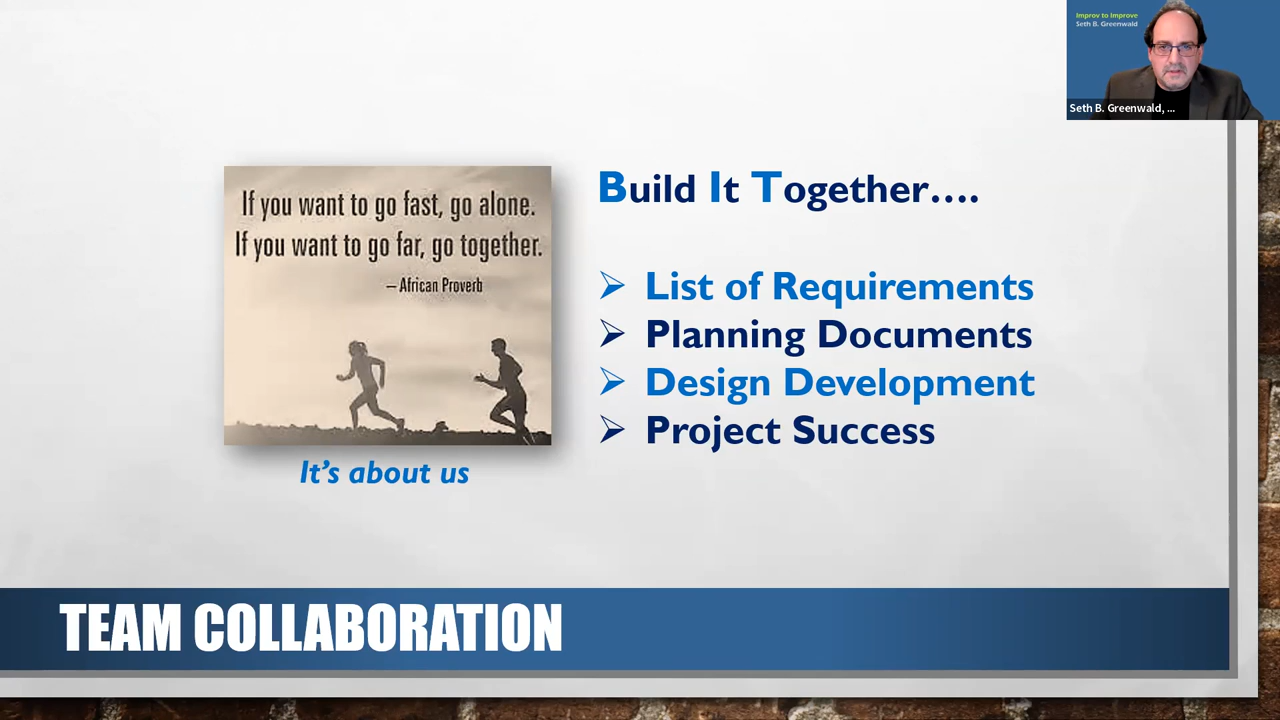 Improv to Improve
Seth B. Greenwald
Seth B. Greenwald, ...
If you want to go fast, go alone.
If you want to go far, go together.
– African Proverb
It's about us
Build It Together....
List of Requirements
Planning Documents
Design Development
Project Success
TEAM COLLABORATION